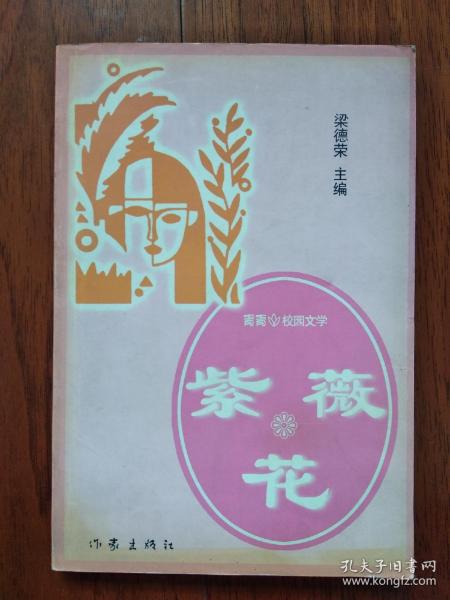 梁德荣 主编
青青校园文学
紫薇
花
作家出版社
孔夫子旧书网
www.kongfz.com